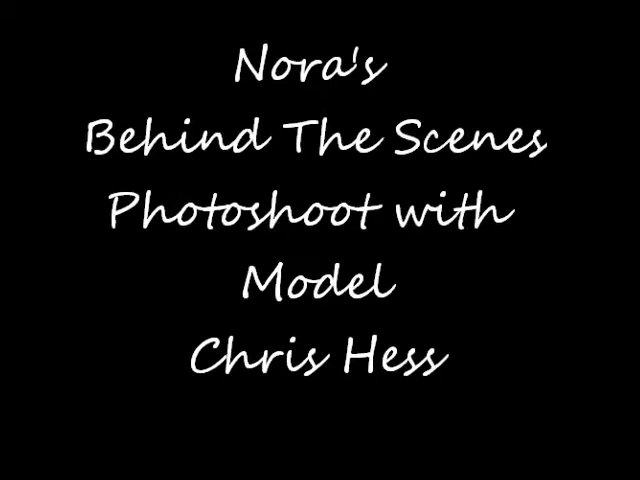 Nora's
Behind The Scenes
Photoshoot with
Model
Chris Hess